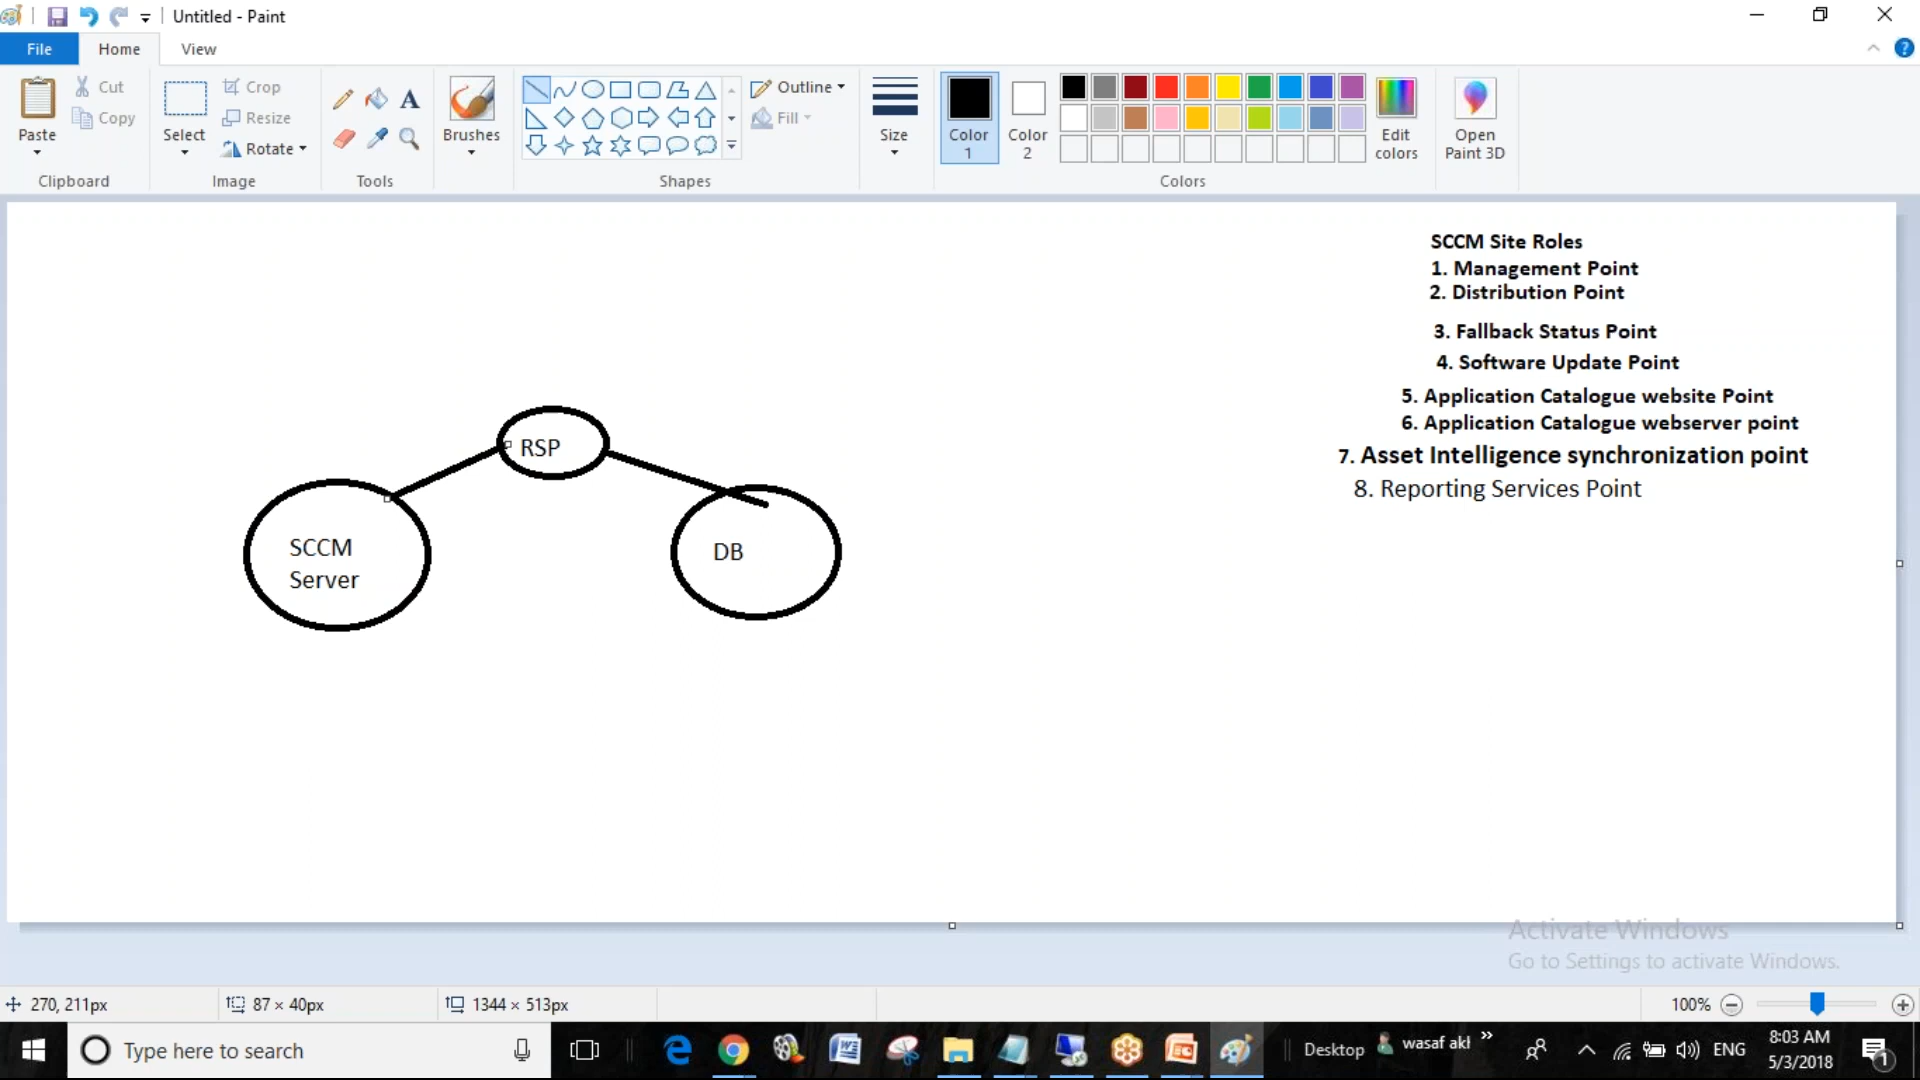 Untitled - Paint
File Home View
Paste
Cut
Copy
Clipboard
Select
Crop
Resize
Rotate
Image
Tools
Brushes
Shapes
Outline
Fill
Size
Color 1
Color 2
Colors
Edit colors
Open Paint 3D
SCCM Site Roles
1. Management Point
2. Distribution Point
3. Fallback Status Point
4. Software Update Point
5. Application Catalogue website Point
6. Application Catalogue webserver point
7. Asset Intelligence synchronization point
8. Reporting Services Point
RSP
SCCM
Server
DB
Activate Windows
Go to Settings to activate Windows.
270, 211px 87 × 40px 1344 × 513px 100%
Type here to search
Desktop wasaf akl » ENG
8:03 AM
5/3/2018
1